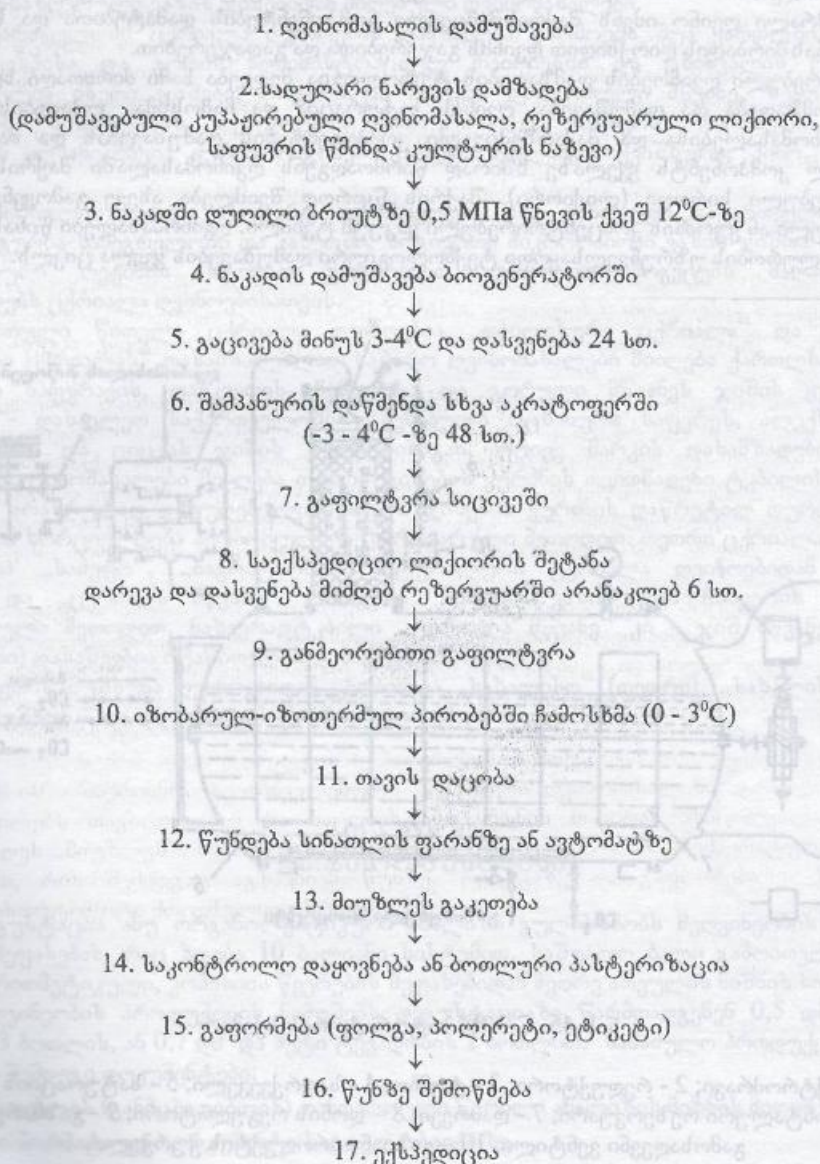 1. ღვინომასალის დამუშავება
↓
2.სადუღარი ნარევის დამზადება
(დამუშავებული კუპაჟირებული ღვინომასალა, რეზერვუარული ლიქიორი,
საფუვრის წმინდა კულტურის ნაზევი)
↓
3. ნაკადში დუღილი ბრიუტზე 0,5 МПа წნევის ქვეშ 12⁰C-ზე
↓
4. ნაკადის დამუშავება ბიოგენერატორში
↓
5. გაცივება მინუს 3-4⁰C და დასვენება 24 სთ.
↓
6. შამპანურის დაწმენდა სხვა აკრატოფერში
(-3 - 4⁰C -ზე 48 სთ.)
↓
7. გაფილტვრა სიცივეში
↓
8. საექსპედიციო ლიქიორის შეტანა
დარევა და დასვენება მიმღებ რეზერვუარში არანაკლებ 6 სთ.
↓
9. განმეორებითი გაფილტვრა
↓
10. იზობარულ-იზოთერმულ პირობებში ჩამოსხმა (0 - 3⁰C)
↓
11. თავის დაცობა
↓
12. წუნდება სინათლის ფარანზე ან ავტომატზე
↓
13. მიუზლეს გაკეთება
↓
14. საკონტროლო დაყოვნება ან ბოთლური პასტერიზაცია
↓
15. გაფორმება (ფოლგა, კოლერეტი, ეტიკეტი)
↓
16. წუნზე შემოწმება
↓
17. ექსპედიცია